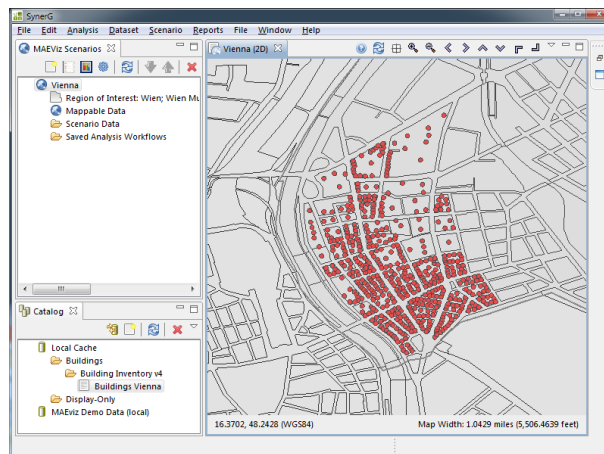 SynerG
File Edit Analysis Dataset Scenario Reports File Window Help
MAEViz Scenarios
Vienna
Region of Interest: Wien; Wien Mu
Mappable Data
Scenario Data
Saved Analysis Workflows
Catalog
Local Cache
Buildings
Building Inventory v4
Buildings Vienna
Display-Only
MAEviz Demo Data (local)
Vienna (2D)
16.3702, 48.2428 (WGS84) Map Width: 1.0429 miles (5,506.4639 feet)